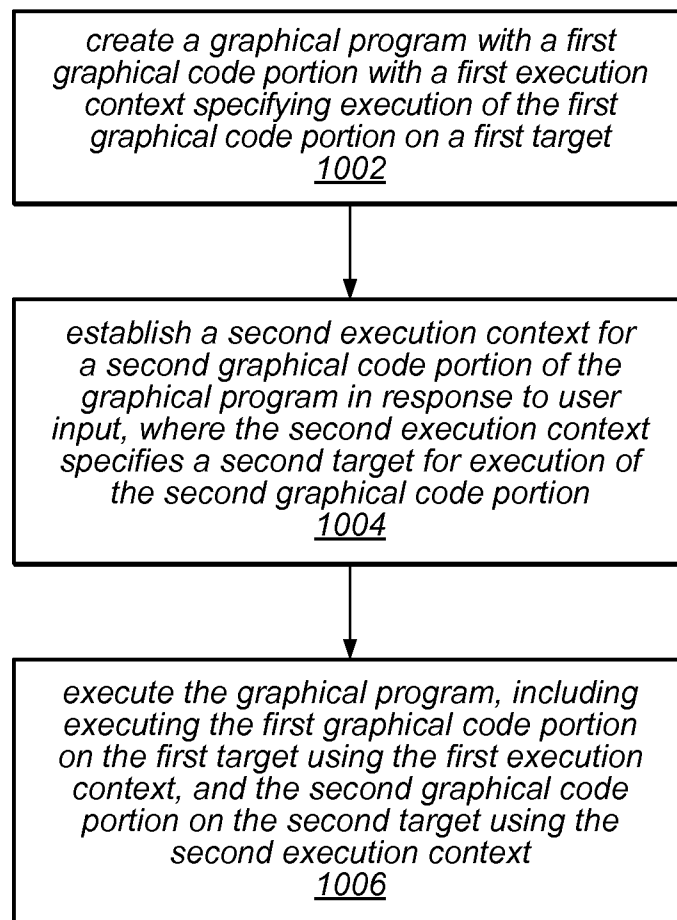 create a graphical program with a first
graphical code portion with a first execution
context specifying execution of the first
graphical code portion on a first target
1002
establish a second execution context for
a second graphical code portion of the
graphical program in response to user
input, where the second execution context
specifies a second target for execution of
the second graphical code portion
1004
execute the graphical program, including
executing the first graphical code portion
on the first target using the first execution
context, and the second graphical code
portion on the second target using the
second execution context
1006